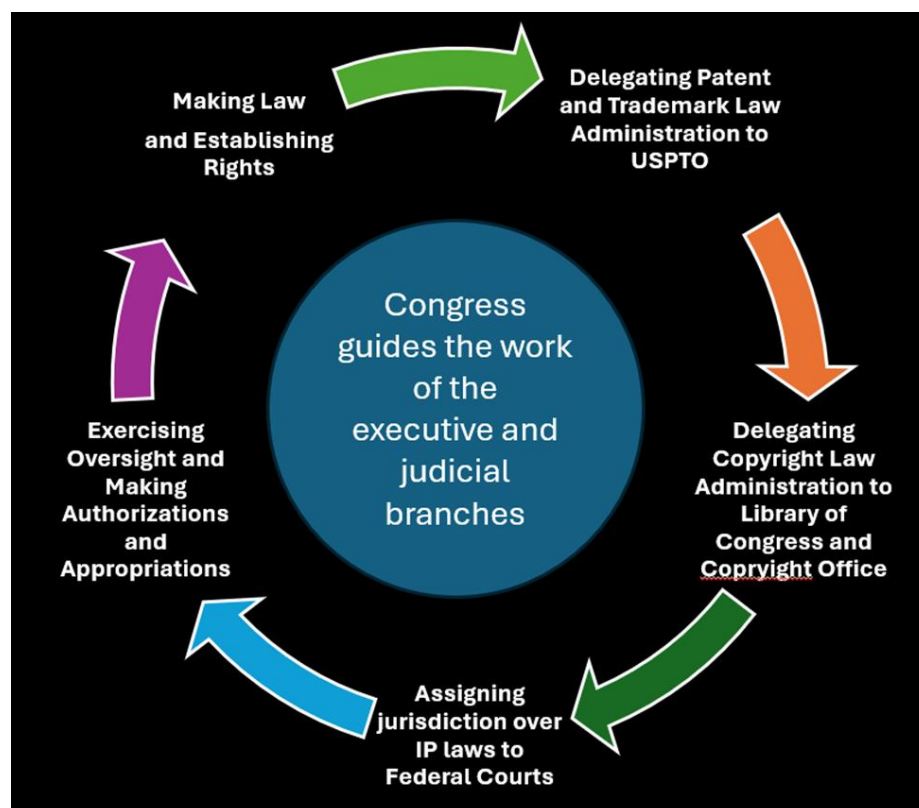 Making Law
and Establishing
Rights
Delegating Patent
and Trademark Law
Administration to
USPTO
Delegating
Copyright Law
Administration to
Library of
Congress and
Copryight Office
Assigning
jurisdiction over
IP laws to
Federal Courts
Exercising
Oversight and
Making
Authorizations
and
Appropriations
Congress
guides the work
of the
executive and
judicial
branches